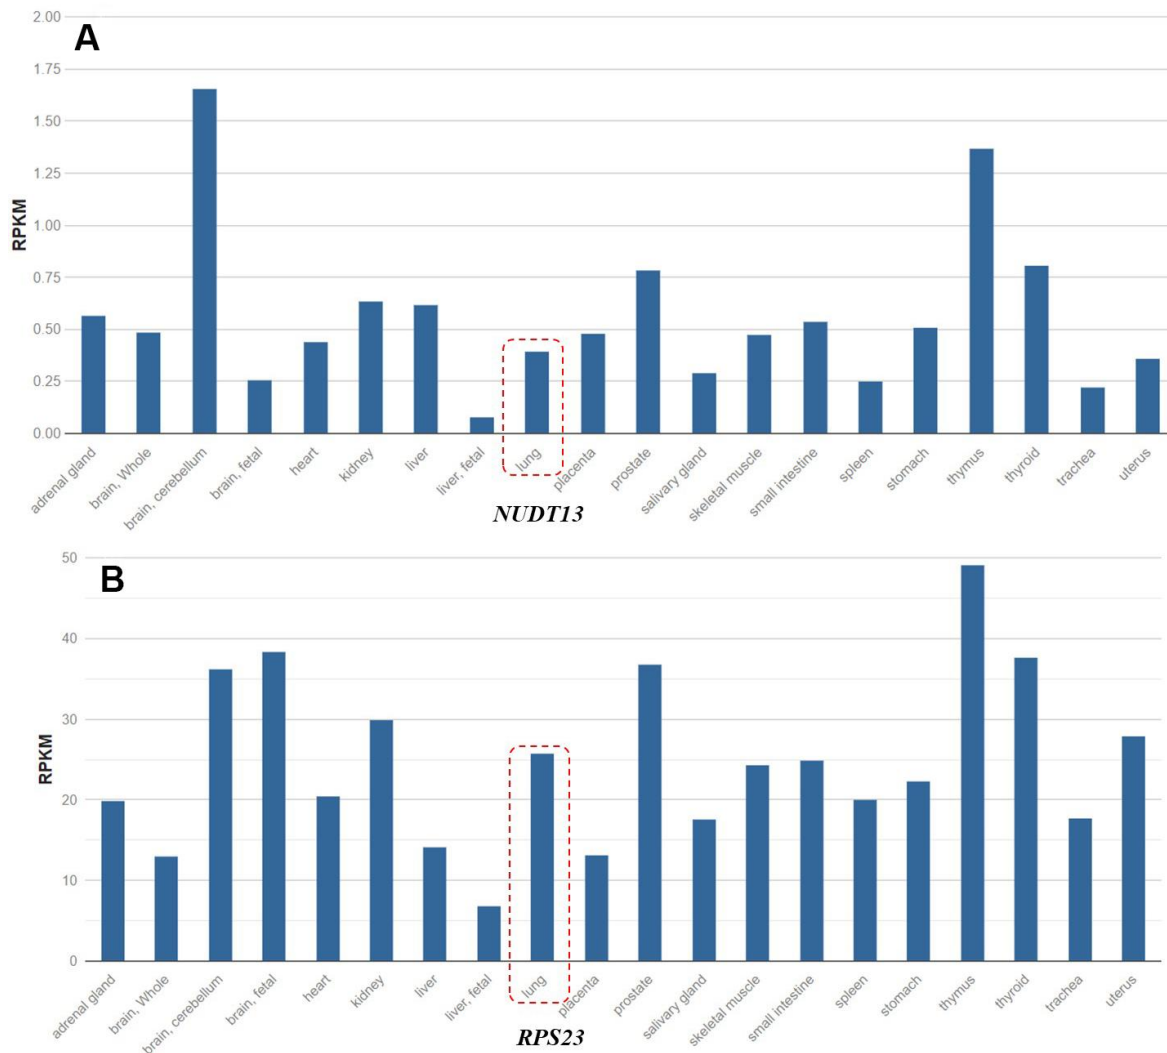 A
2.00
1.75
1.50
1.25
1.00
0.75
0.50
0.25
0.00
RPKM
adrenal gland
brain, Whole
brain, cerebellum
brain, fetal
heart
kidney
liver
liver, fetal
lung
placenta
prostate
salivary gland
skeletal muscle
small intestine
spleen
stomach
thymus
thyroid
trachea
uterus
NUDT13
B
50
40
30
20
10
0
RPKM
adrenal gland
brain, Whole
brain, cerebellum
brain, fetal
heart
kidney
liver
liver, fetal
lung
placenta
prostate
salivary gland
skeletal muscle
small intestine
spleen
stomach
thymus
thyroid
trachea
uterus
RPS23